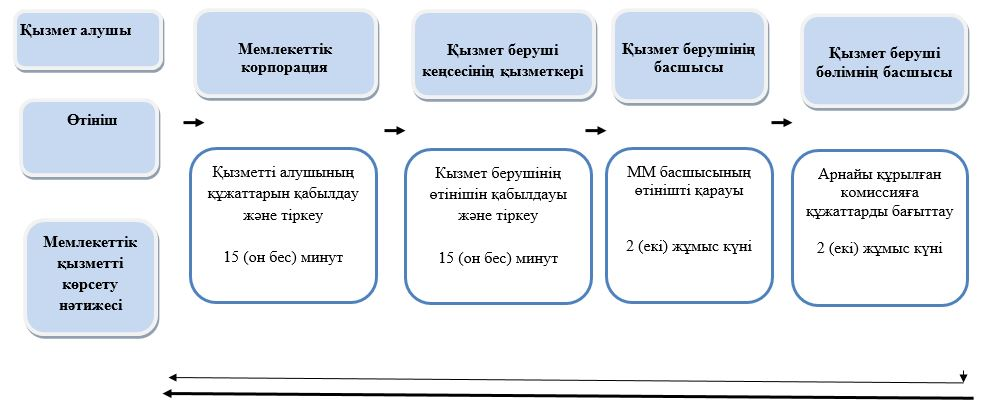 Қызмет алушы
Өтініш
Мемлекеттік
қызметті
көрсету
нәтижесі
Мемлекеттік
корпорация
Қызметті алушының
құжаттарын қабылдау
және тіркеу
15 (он бес) минут
Қызмет беруші
кеңсесінің қызметкері
Кызмет берушінің
өтінішін қабылдауы
және тіркеу
15 (он бес) минут
Қызмет берушінің
басшысы
ММ басшысының
өтінішті қарауы
2 (екі) жұмыс күні
Қызмет беруші
бөлімнің басшысы
Арнайы құрылған
комиссияға
құжаттарды бағыттау
2 (екі) жұмыс күні